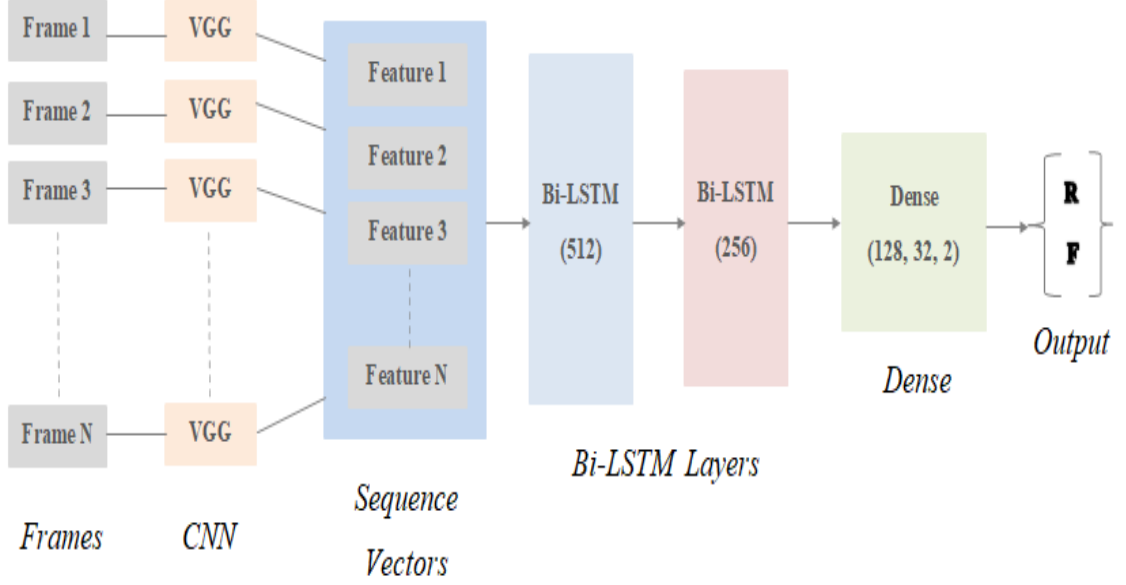 Frame 1
VGG
Frame 2
VGG
Frame 3
VGG
Frame N
VGG
Feature 1
Feature 2
Feature 3
Feature N
Bi-LSTM
(512)
Bi-LSTM
(256)
Dense
(128, 32, 2)
R
F
Frames
CNN
Sequence
Vectors
Bi-LSTM Layers
Dense
Output